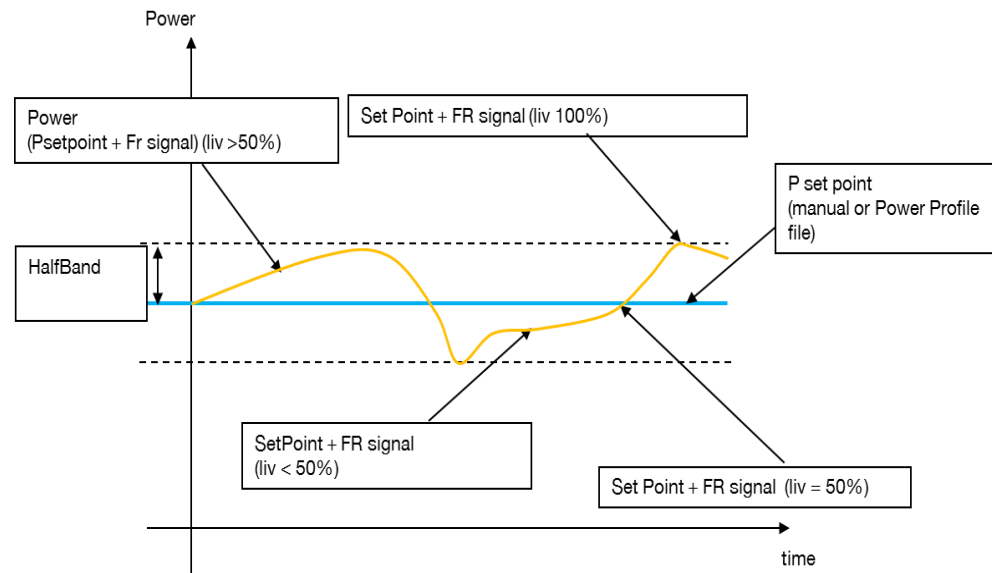 Power
Power
(Psetpoint + Fr signal) (liv >50%)
Set Point + FR signal (liv 100%)
P set point
(manual or Power Profile
file)
HalfBand
SetPoint + FR signal
(liv < 50%)
Set Point + FR signal (liv = 50%)
time